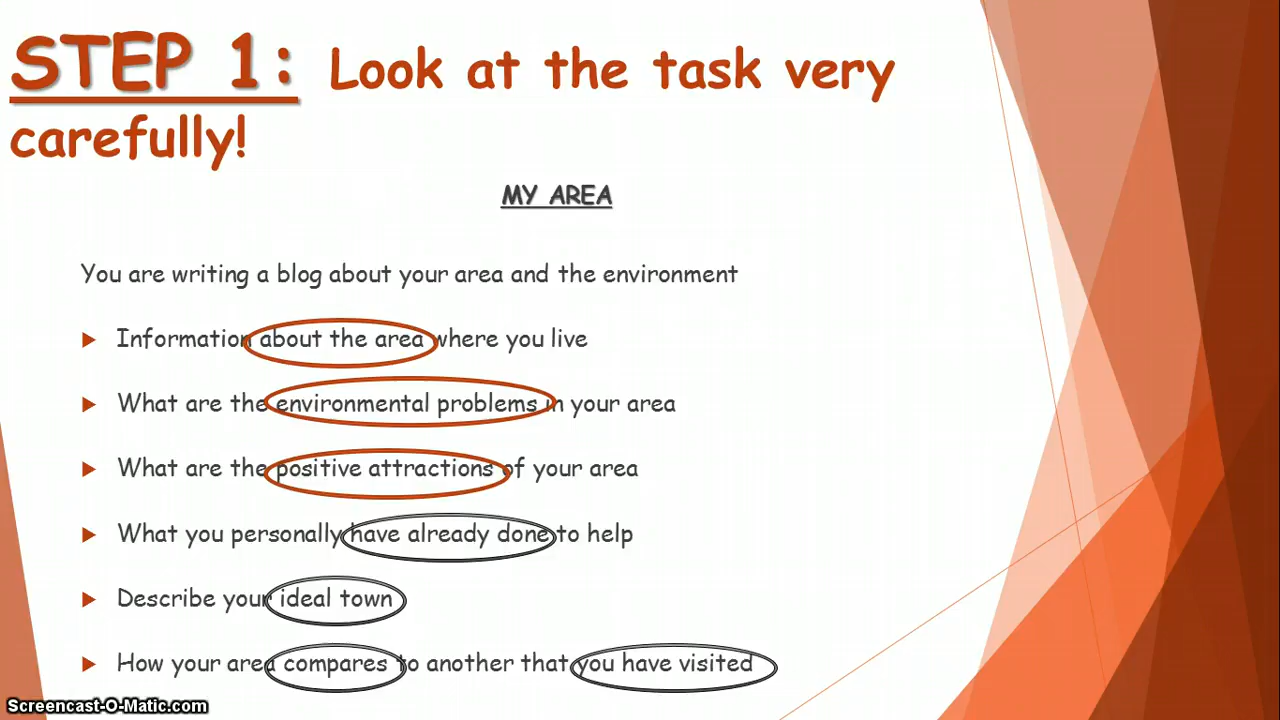 STEP 1: Look at the task very
carefully!
MY AREA
You are writing a blog about your area and the environment
Information about the area where you live
What are the environmental problems in your area
What are the positive attractions of your area
What you personally have already done to help
Describe your ideal town
How your area compares to another that you have visited
Screencast-O-Matic.com